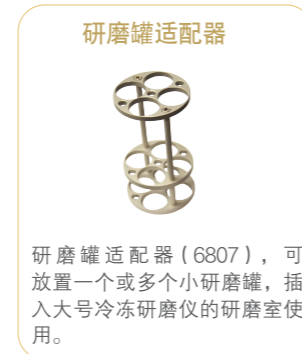 研磨罐适配器
研磨罐适配器（6807），可
放置一个或多个小研磨罐，插
入大号冷冻研磨仪的研磨室使
用。